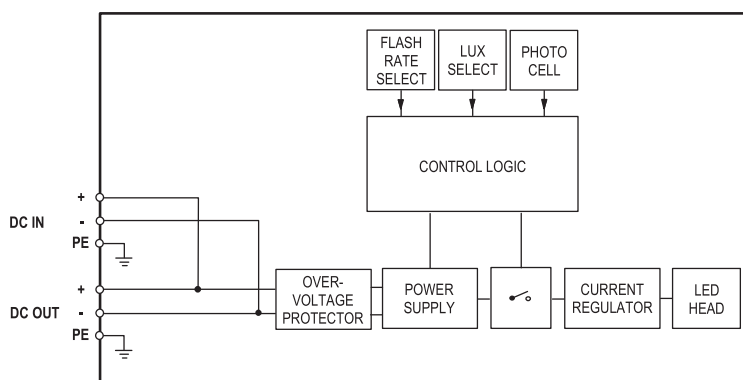 FLASH
RATE
SELECT
LUX
SELECT
PHOTO
CELL
CONTROL LOGIC
DC IN
+
-
PE
DC OUT
+
-
PE
OVER-
VOLTAGE
PROTECTOR
POWER
SUPPLY
CURRENT
REGULATOR
LED
HEAD